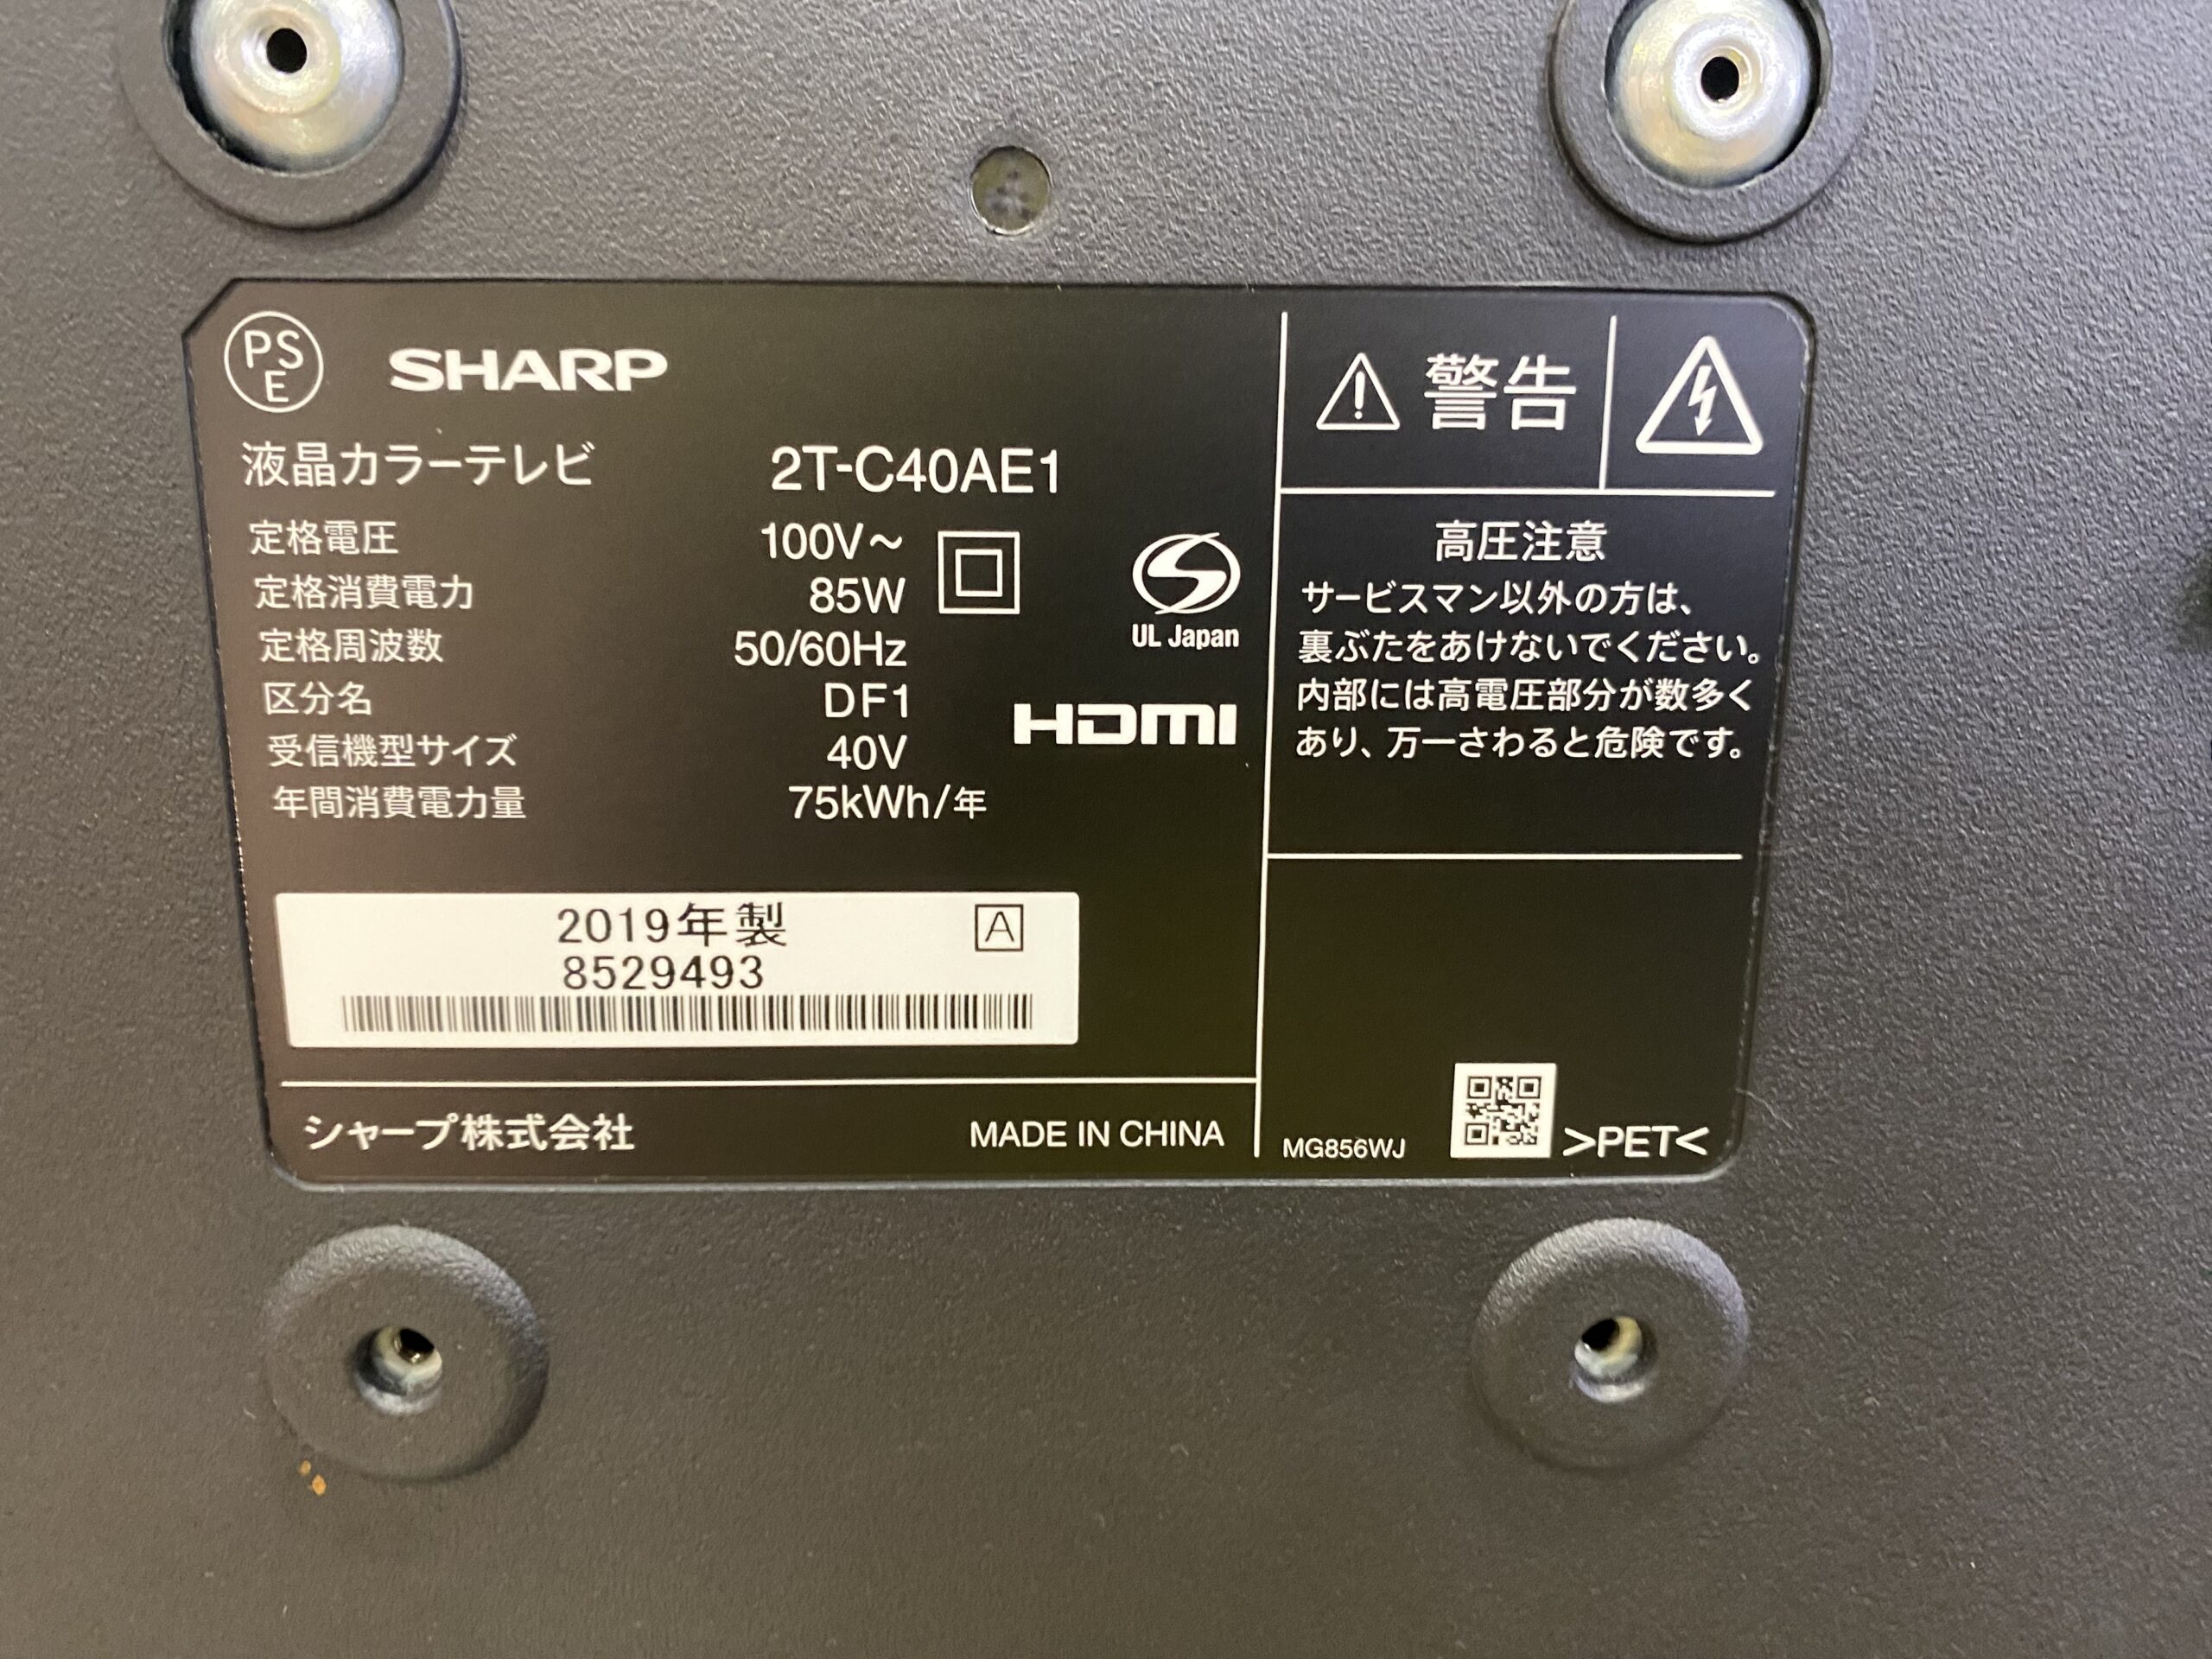 PSE
SHARP
液晶カラーテレビ 2T-C40AE1
定格電圧 100V～
定格消費電力 85W
定格周波数 50/60Hz
区分名 DF1
受信機型サイズ 40V
年間消費電力量 75kWh/年
UL Japan
HDMI
2019年製 A
8529493
シャープ株式会社 MADE IN CHINA
警告
高圧注意
サービスマン以外の方は、
裏ぶたをあけないでください。
内部には高電圧部分が数多く
あり、万一さわると危険です。
MG856WJ >PET<